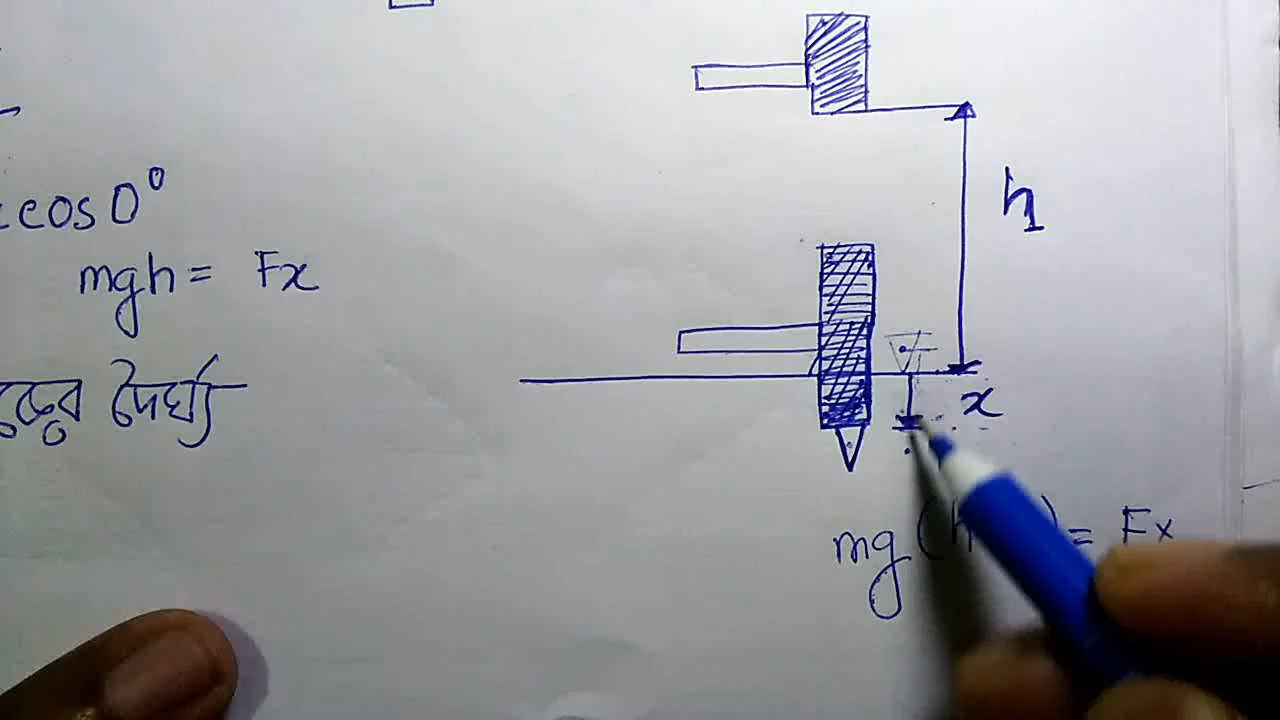 cos 0°
mgh = Fx
দৈর্ঘ্য
h
x
mg(h ) = Fx